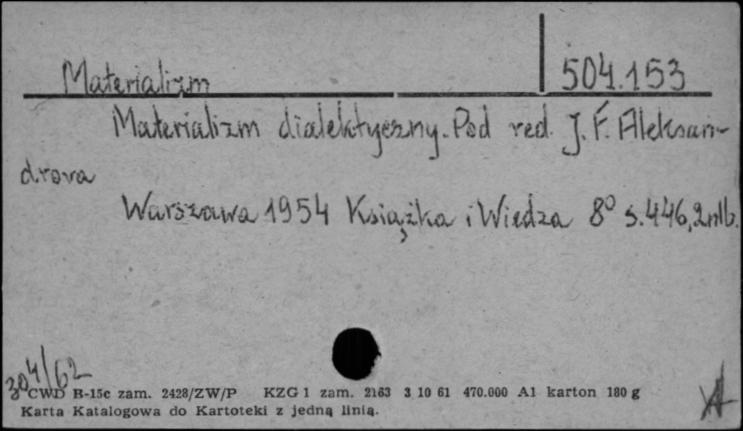 Materializm 504.153
Materializm dialektyczny. Pod red. J. F. Aleksan-
drova
Warszawa 1954 Książka i Wiedza 8° s. 446, 2 nlb.
304/62
CWD B-15c zam. 2428/ZW/P KZG 1 zam. 2163 3 10 61 470.000 A1 karton 180 g
Karta Katalogowa do Kartoteki z jedną linią.